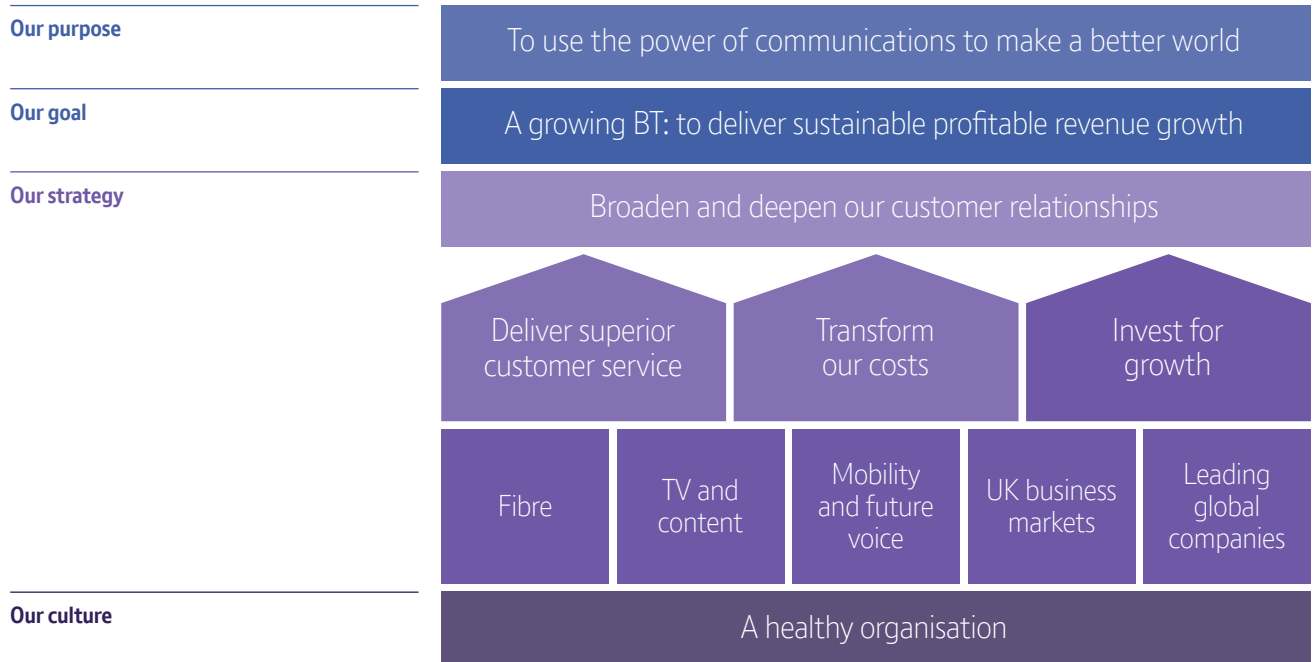 Our purpose
To use the power of communications to make a better world
Our goal
A growing BT: to deliver sustainable profitable revenue growth
Our strategy
Broaden and deepen our customer relationships
Deliver superior
customer service
Transform
our costs
Invest for
growth
Fibre
TV and
content
Mobility
and future
voice
UK business
markets
Leading
global
companies
Our culture
A healthy organisation